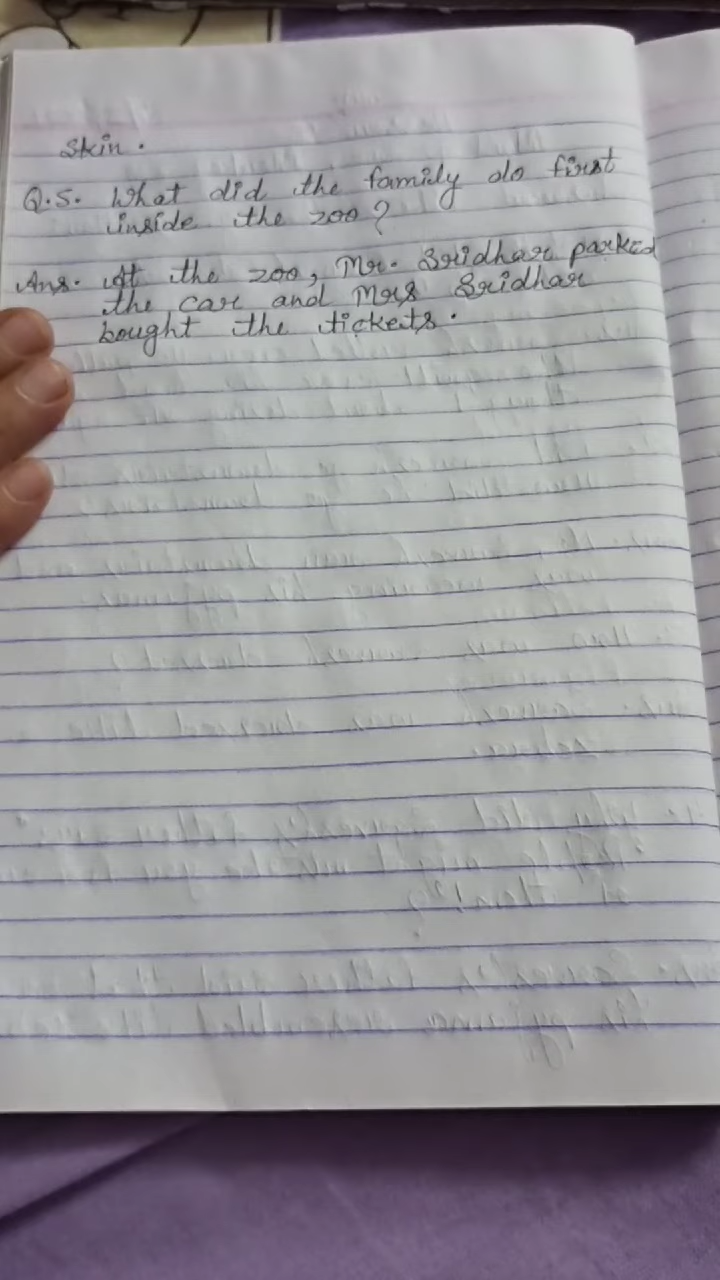 Skin.
Q.5. What did the family do first
inside the zoo?
Ans. At the zoo, Mr. Sridhar parked
the car and Mrs Sridhar
bought the tickets.